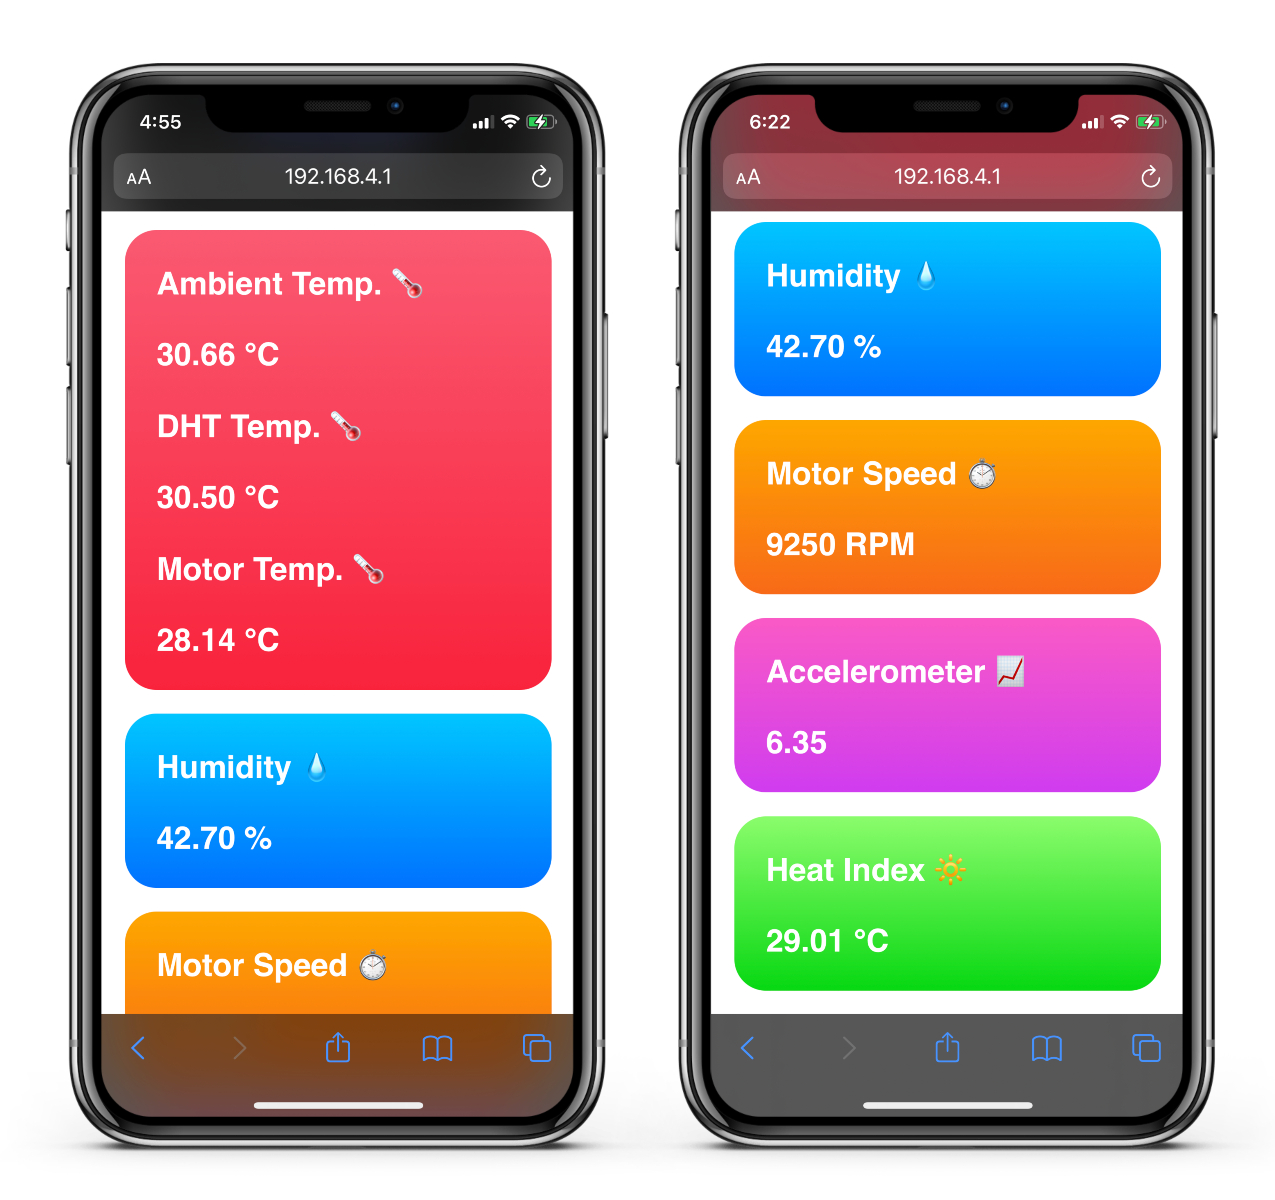 4:55
AA 192.168.4.1
Ambient Temp.
30.66 °C
DHT Temp.
30.50 °C
Motor Temp.
28.14 °C
Humidity
42.70 %
Motor Speed
6:22
AA 192.168.4.1
Humidity
42.70 %
Motor Speed
9250 RPM
Accelerometer
6.35
Heat Index
29.01 °C